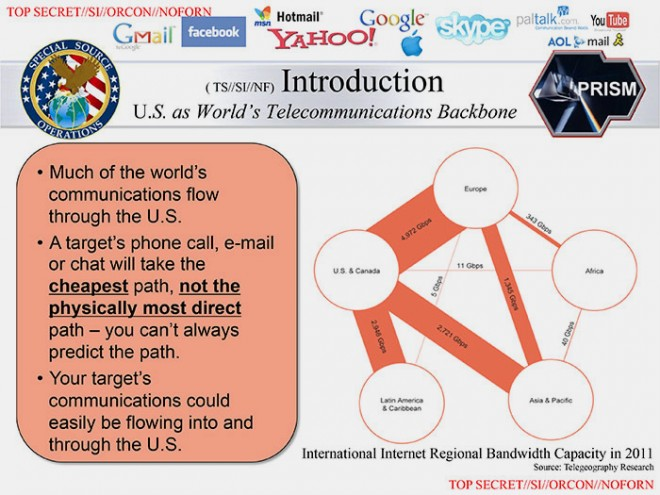 TOP SECRET//SI//ORCON//NOFORN
Gmail
by Google
facebook
msn Hotmail
YAHOO!
Google
skype
paltalk.com
YouTube
AOL mail
SPECIAL SOURCE
OPERATIONS
(TS//SI//NF) Introduction
U.S. as World's Telecommunications Backbone
PRISM
• Much of the world's
communications flow
through the U.S.
• A target's phone call, e-mail
or chat will take the
cheapest path, not the
physically most direct
path – you can't always
predict the path.
• Your target's
communications could
easily be flowing into and
through the U.S.
Europe
4,972 Gbps
343 Gbps
U.S. & Canada
11 Gbps
Africa
5 Gbps
1,345 Gbps
2,946 Gbps
2,721 Gbps
40 Gbps
Latin America
& Caribbean
Asia & Pacific
International Internet Regional Bandwidth Capacity in 2011
Source: Telegeography Research
TOP SECRET//SI//ORCON//NOFORN